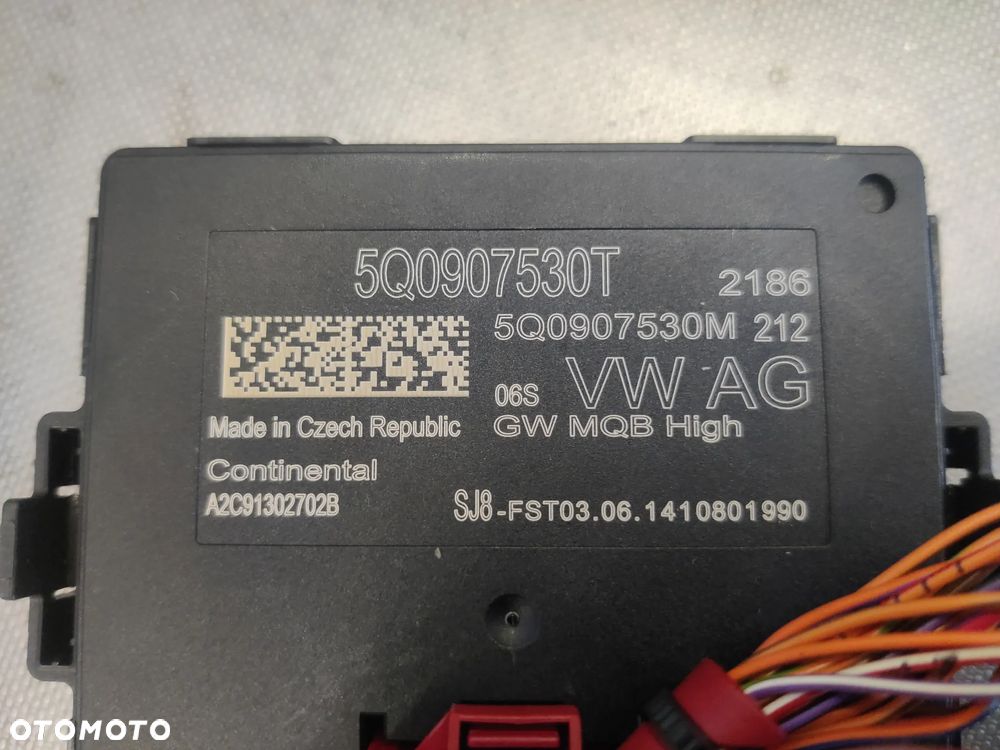 5Q0907530T 2186
5Q0907530M 212
06S VW AG
Made in Czech Republic GW MQB High
Continental
A2C91302702B SJ8-FST03.06.1410801990
OTOMOTO